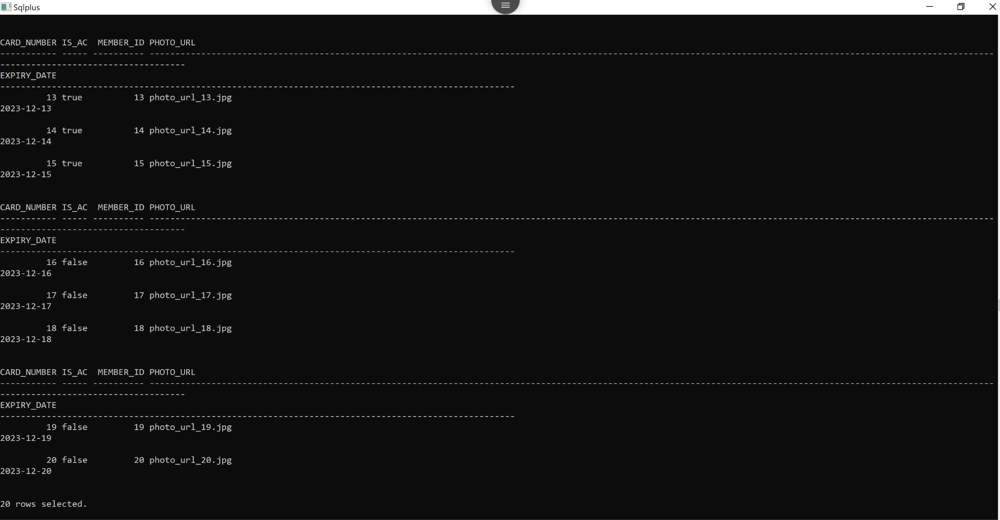 Sqlplus
CARD_NUMBER IS_AC  MEMBER_ID PHOTO_URL
----------- ----- ---------- --------------------------------------------------------------------------------------------------------------------------------------------------------------------
------------------------------------
EXPIRY_DATE
----------------------------------------------------------------------------------------------------
         13 true          13 photo_url_13.jpg
2023-12-13
         14 true          14 photo_url_14.jpg
2023-12-14
         15 true          15 photo_url_15.jpg
2023-12-15
CARD_NUMBER IS_AC  MEMBER_ID PHOTO_URL
----------- ----- ---------- --------------------------------------------------------------------------------------------------------------------------------------------------------------------
------------------------------------
EXPIRY_DATE
----------------------------------------------------------------------------------------------------
         16 false         16 photo_url_16.jpg
2023-12-16
         17 false         17 photo_url_17.jpg
2023-12-17
         18 false         18 photo_url_18.jpg
2023-12-18
CARD_NUMBER IS_AC  MEMBER_ID PHOTO_URL
----------- ----- ---------- --------------------------------------------------------------------------------------------------------------------------------------------------------------------
------------------------------------
EXPIRY_DATE
----------------------------------------------------------------------------------------------------
         19 false         19 photo_url_19.jpg
2023-12-19
         20 false         20 photo_url_20.jpg
2023-12-20
20 rows selected.